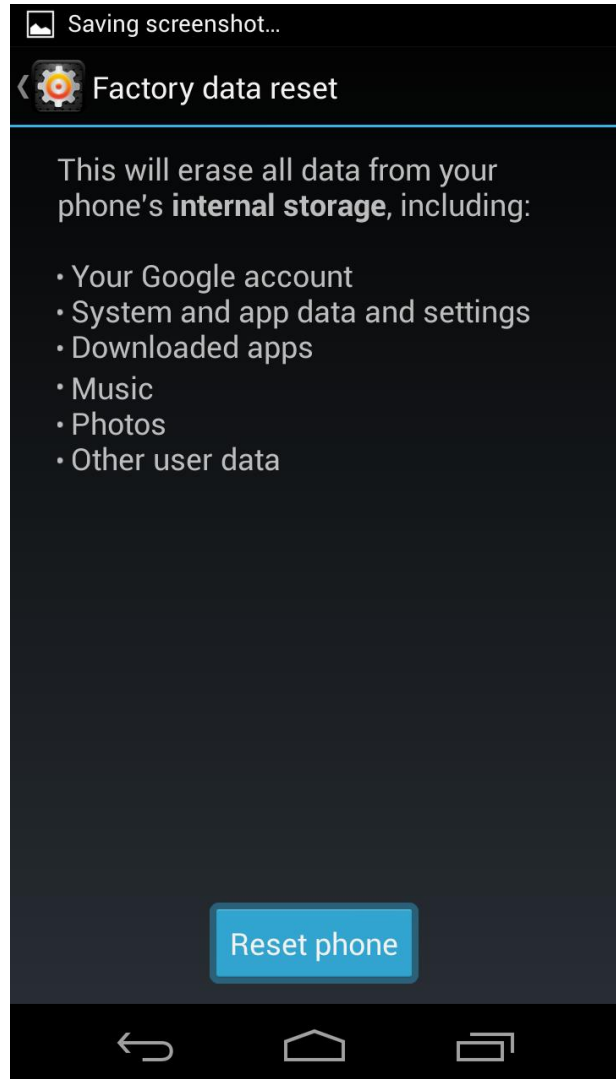 Saving screenshot...
Factory data reset
This will erase all data from your
phone's internal storage, including:
• Your Google account
• System and app data and settings
• Downloaded apps
• Music
• Photos
• Other user data
Reset phone